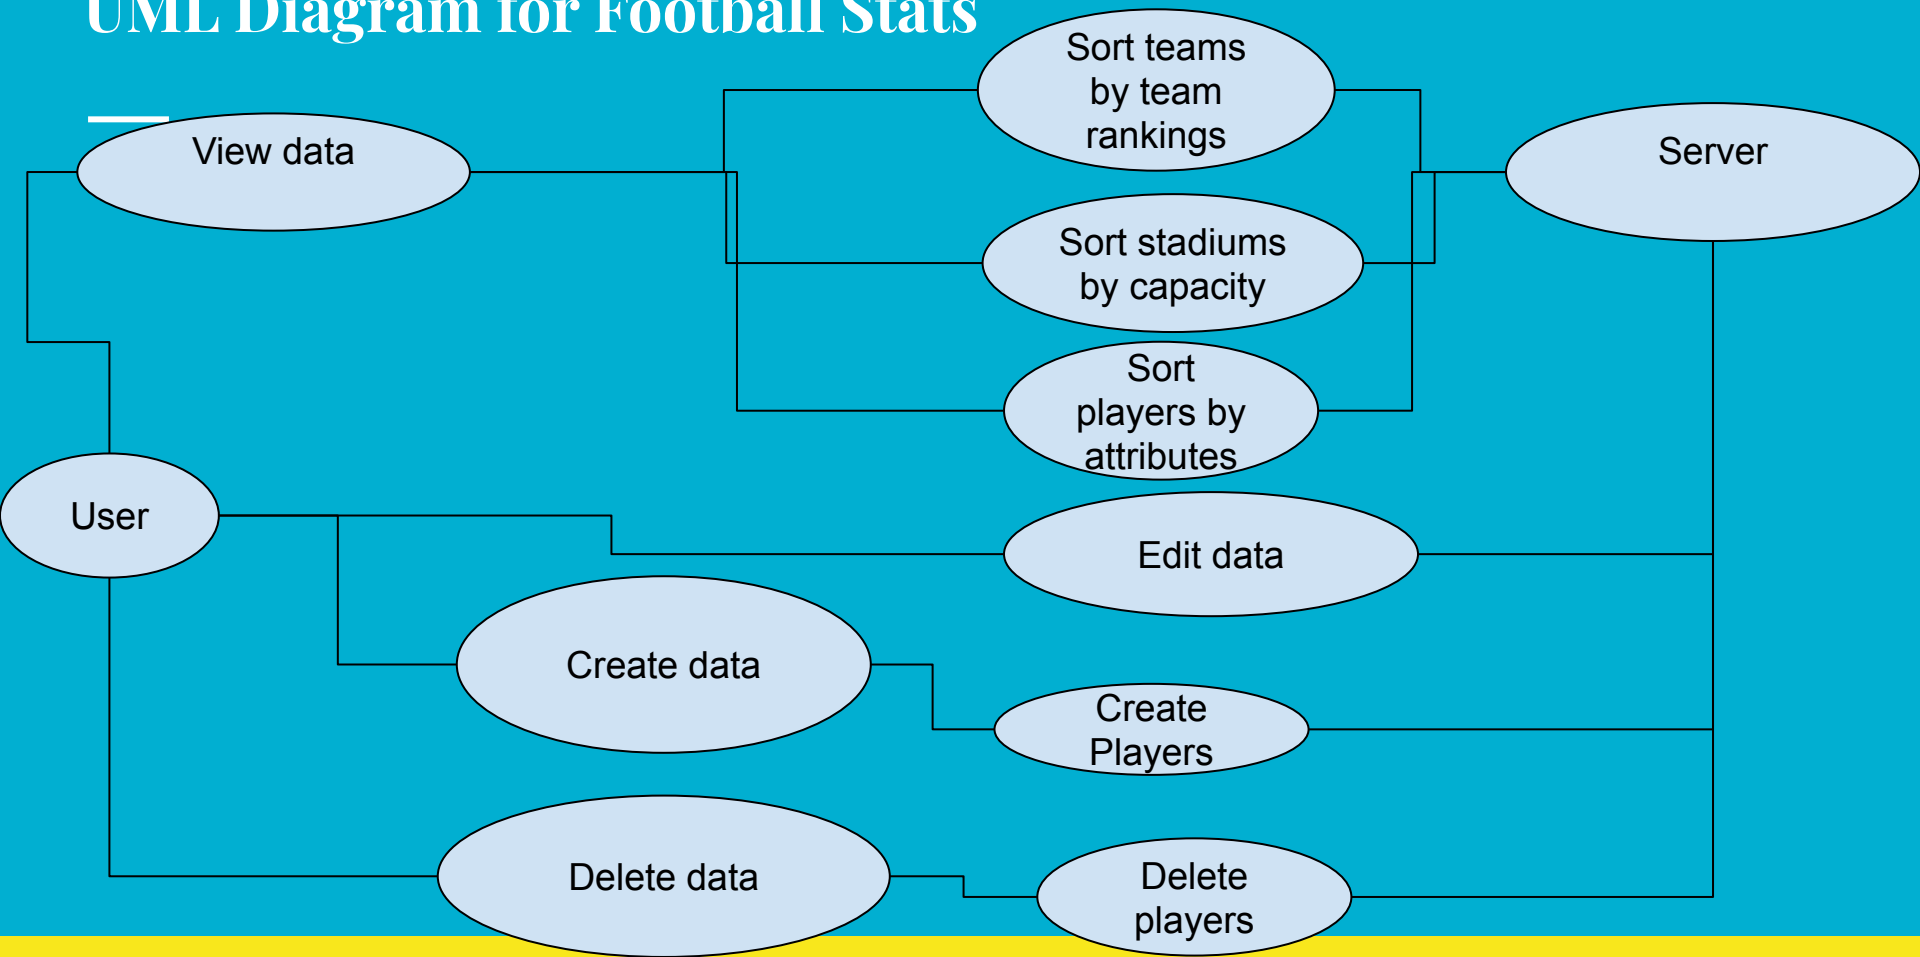 UML Diagram for Football Stats
Sort teams
by team
rankings
View data
Server
Sort stadiums
by capacity
Sort
players by
attributes
User
Edit data
Create data
Create
Players
Delete data
Delete
players